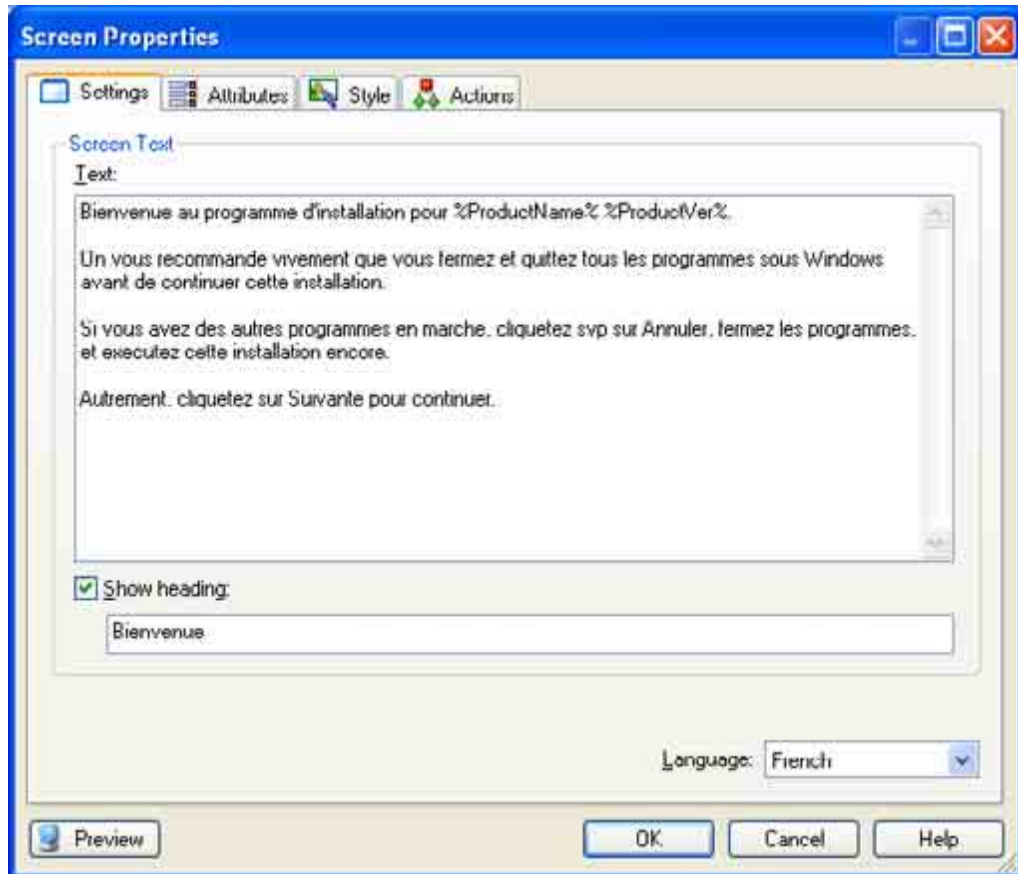 Screen Properties
Settings Attributes Style Actions
Screen Text
Text:
Bienvenue au programme d'installation pour %ProductName% %ProductVer%.
Un vous recommande vivement que vous fermez et quittez tous les programmes sous Windows
avant de continuer cette installation.
Si vous avez des autres programmes en marche, cliquetez svp sur Annuler, fermez les programmes,
et executez cette installation encore.
Autrement, cliquetez sur Suivante pour continuer.
Show heading:
Bienvenue
Language: French
Preview OK Cancel Help